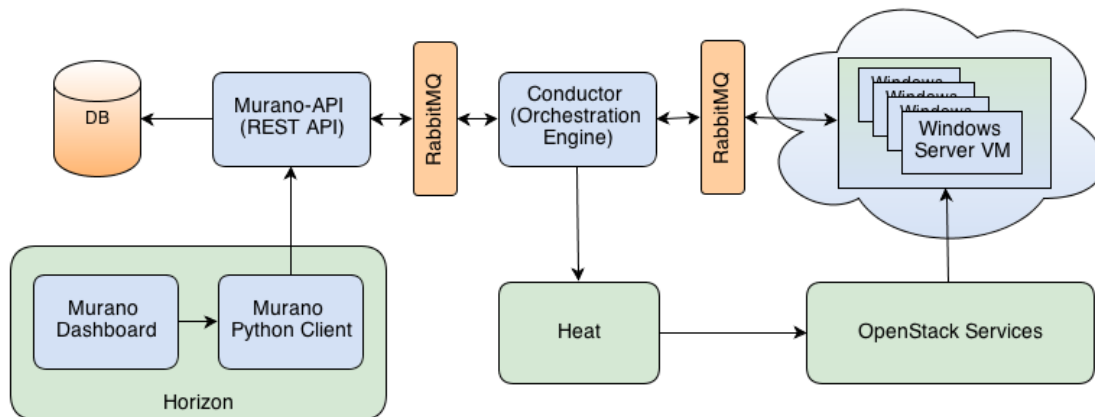 DB
Murano-API
(REST API)
RabbitMQ
Conductor
(Orchestration
Engine)
RabbitMQ
Windows
Windows
Windows
Windows
Server VM
Murano
Dashboard
Murano
Python Client
Horizon
Heat
OpenStack Services